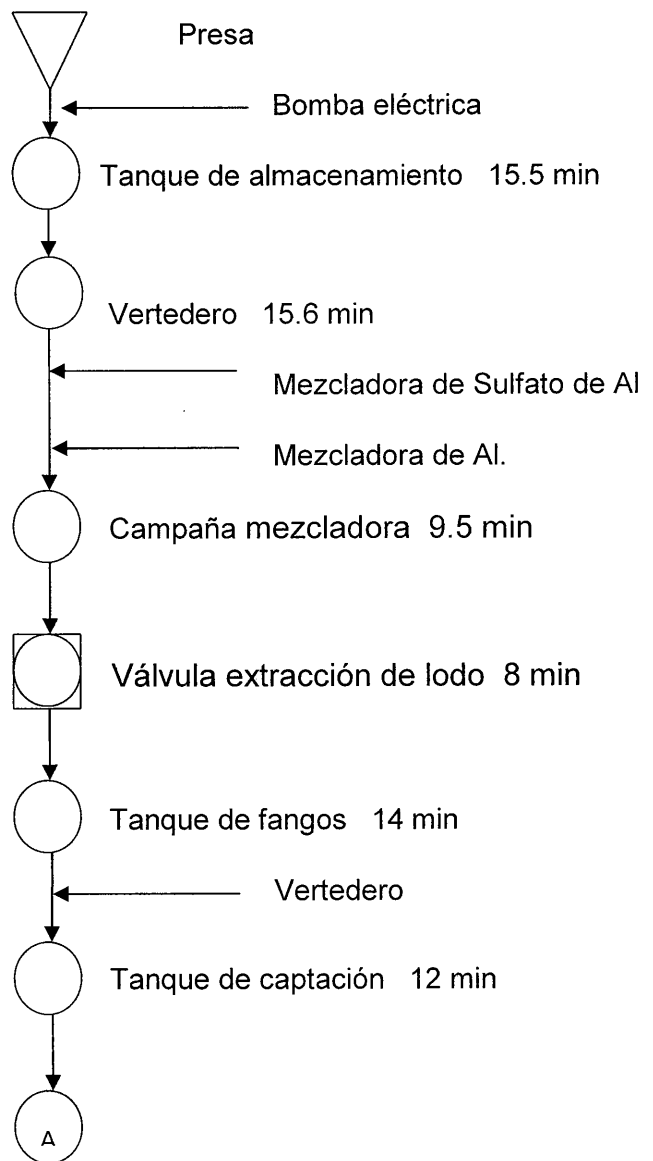 Presa
Bomba eléctrica
Tanque de almacenamiento 15.5 min
Vertedero 15.6 min
Mezcladora de Sulfato de Al
Mezcladora de Al.
Campaña mezcladora 9.5 min
Válvula extracción de lodo 8 min
Tanque de fangos 14 min
Vertedero
Tanque de captación 12 min
A